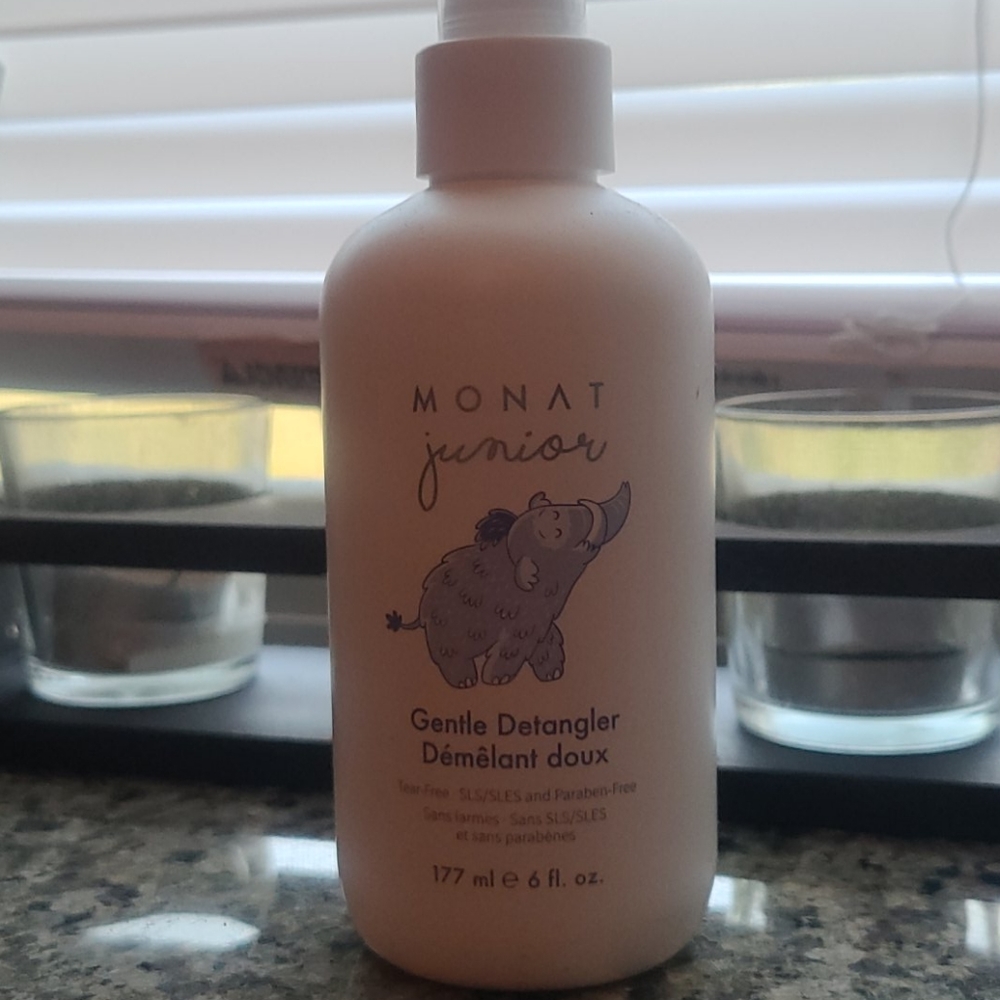 MONAT
junior
Gentle Detangler
Démêlant doux
Tear-Free · SLS/SLES and Paraben-Free
Sans larmes · Sans SLS/SLES
et sans parabènes
177 ml ℮ 6 fl. oz.